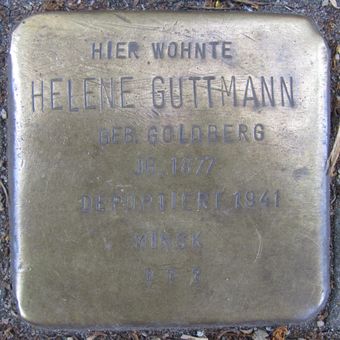 HIER WOHNTE
HELENE GUTTMANN
GEB. GOLDBERG
JG. 1877
DEPORTIERT 1941
MINSK
? ? ?